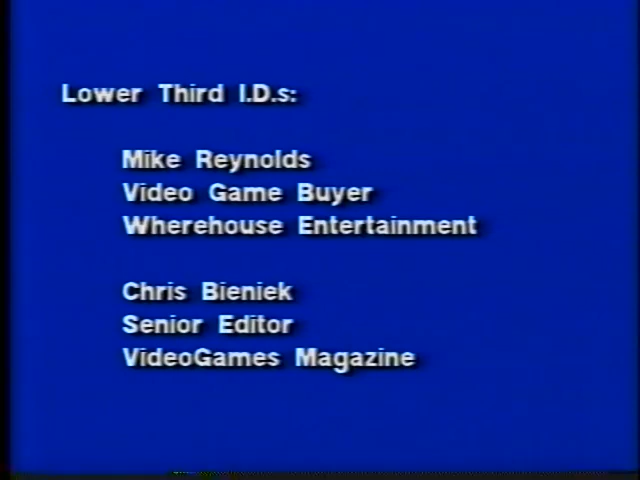 Lower Third I.D.s:
Mike Reynolds
Video Game Buyer
Wherehouse Entertainment
Chris Bieniek
Senior Editor
VideoGames Magazine